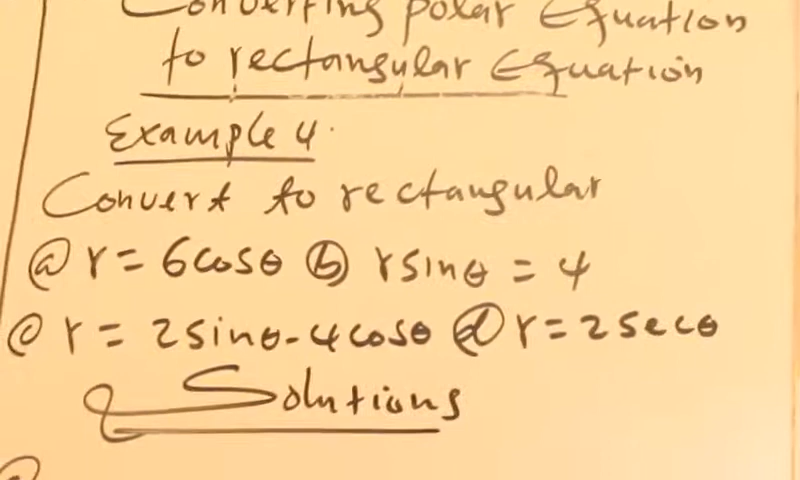 Converting polar Equation
to rectangular Equation
Example 4.
Convert to rectangular
ⓐ r = 6cosθ ⓑ rsinθ = 4
ⓒ r = 2sinθ-4cosθ ⓓ r = 2secθ
Solutions